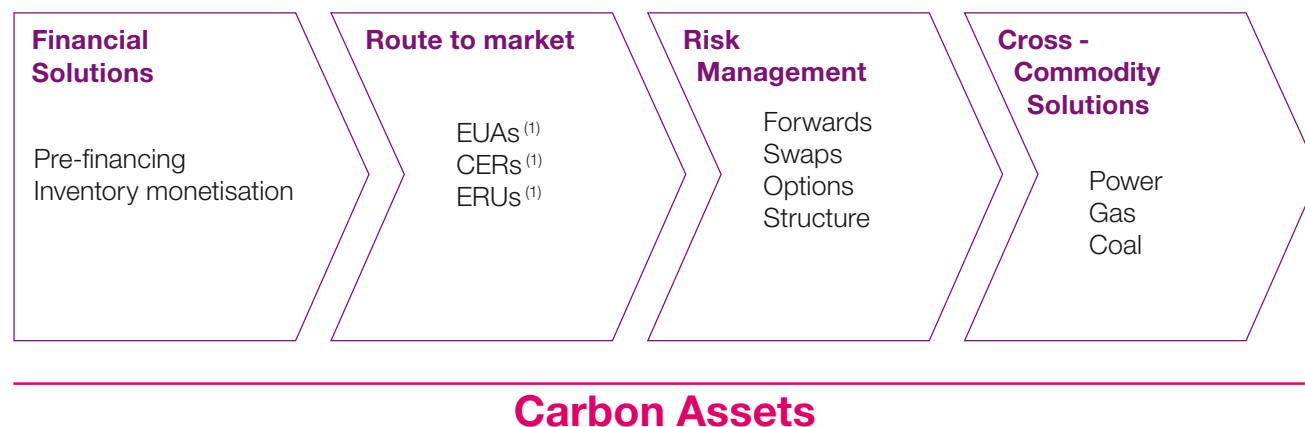 Financial
Solutions
Pre-financing
Inventory monetisation
Route to market
EUAs (1)
CERs (1)
ERUs (1)
Risk
Management
Forwards
Swaps
Options
Structure
Cross -
Commodity
Solutions
Power
Gas
Coal
Carbon Assets